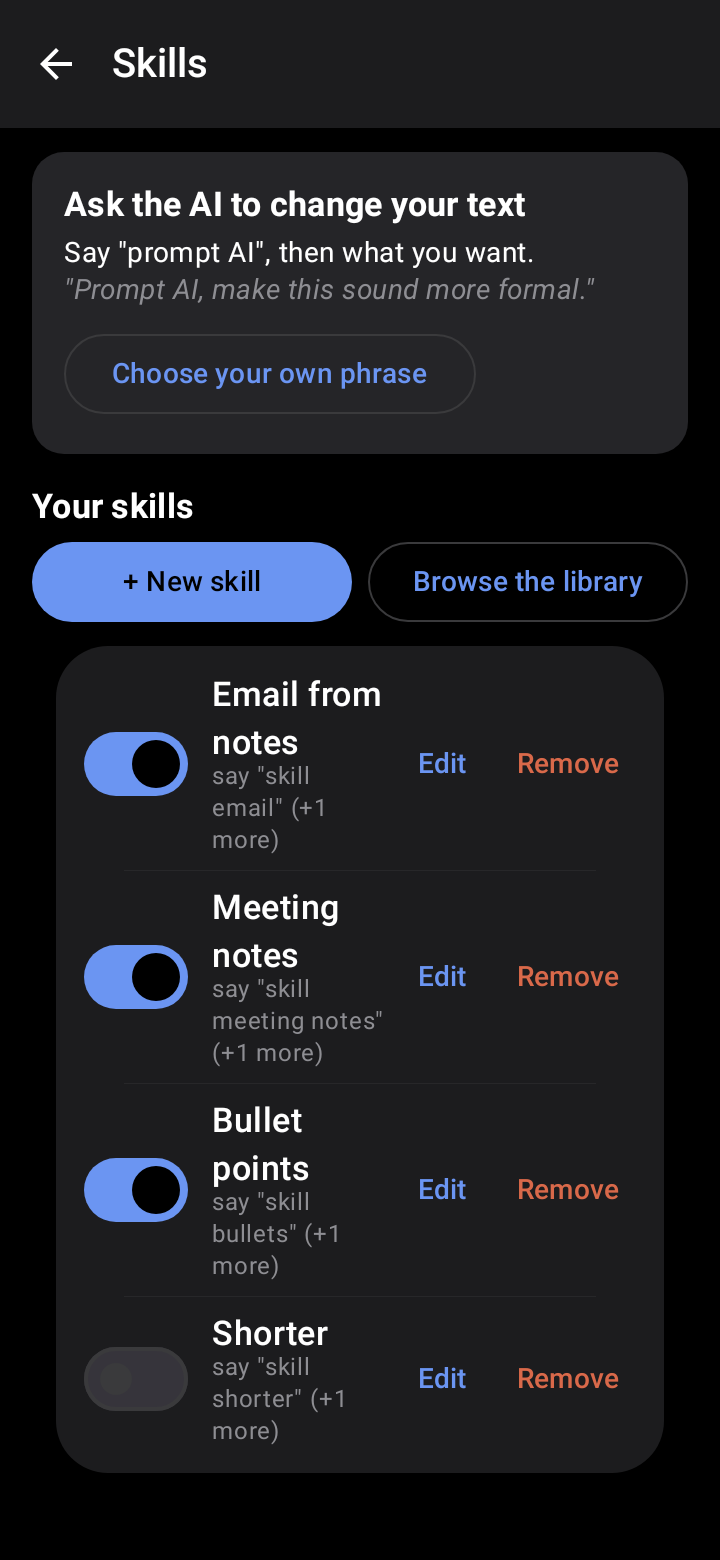 Skills
Ask the AI to change your text
Say "prompt AI", then what you want.
"Prompt AI, make this sound more formal."
Choose your own phrase
Your skills
+ New skill
Browse the library
Email from
notes
say "skill
email" (+1
more)
Edit
Remove
Meeting
notes
say "skill
meeting notes"
(+1 more)
Edit
Remove
Bullet
points
say "skill
bullets" (+1
more)
Edit
Remove
Shorter
say "skill
shorter" (+1
more)
Edit
Remove